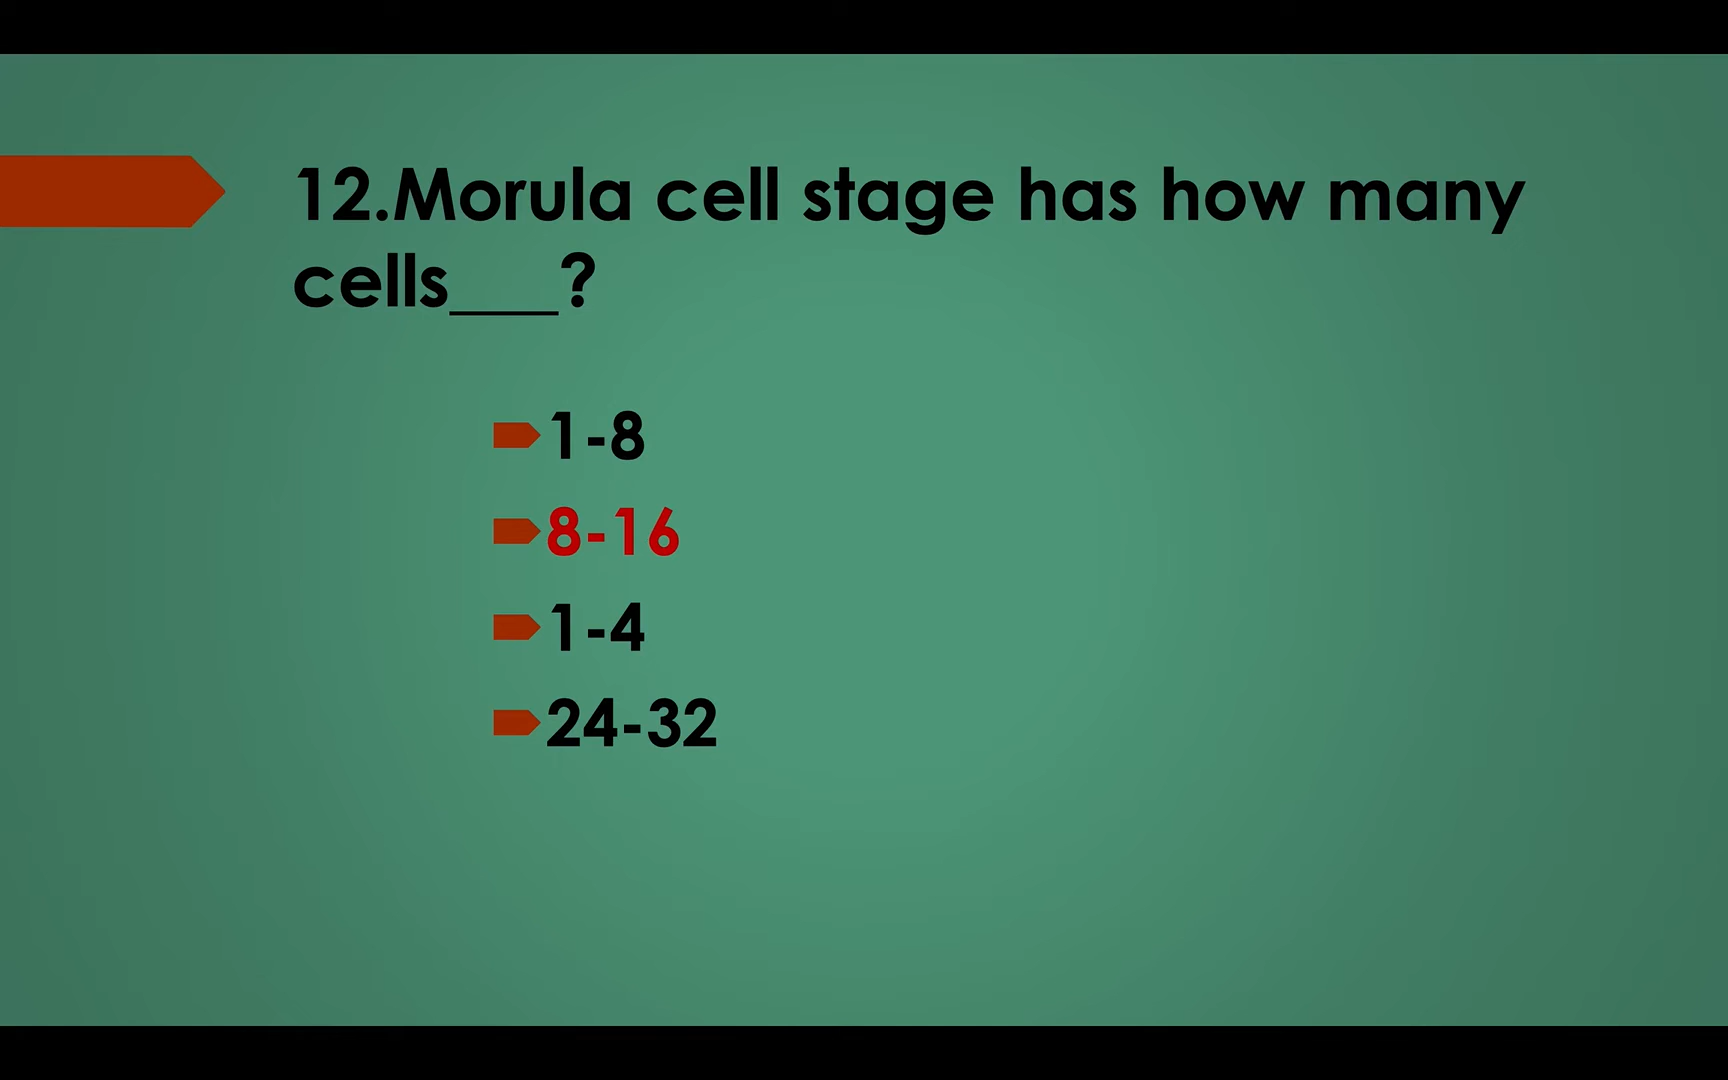 12.Morula cell stage has how many
cells___?
1-8
8-16
1-4
24-32